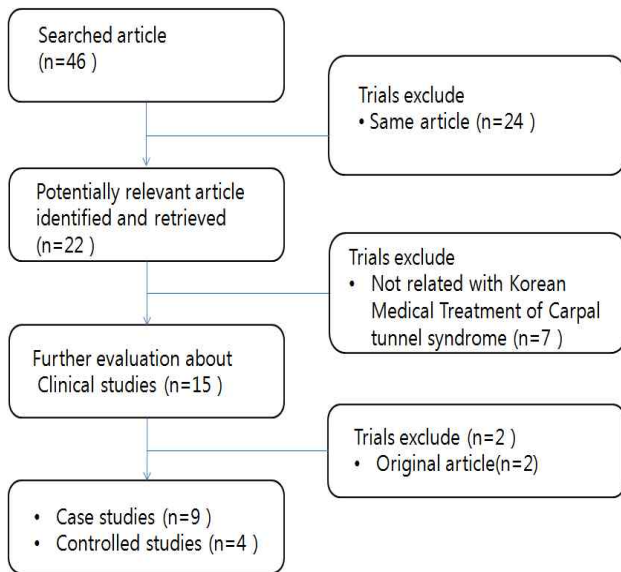 Searched article
(n=46 )
Trials exclude
• Same article (n=24 )
Potentially relevant article
identified and retrieved
(n=22 )
Trials exclude
• Not related with Korean
Medical Treatment of Carpal
tunnel syndrome (n=7 )
Further evaluation about
Clinical studies (n=15 )
Trials exclude (n=2 )
• Original article(n=2)
• Case studies (n=9 )
• Controlled studies (n=4 )